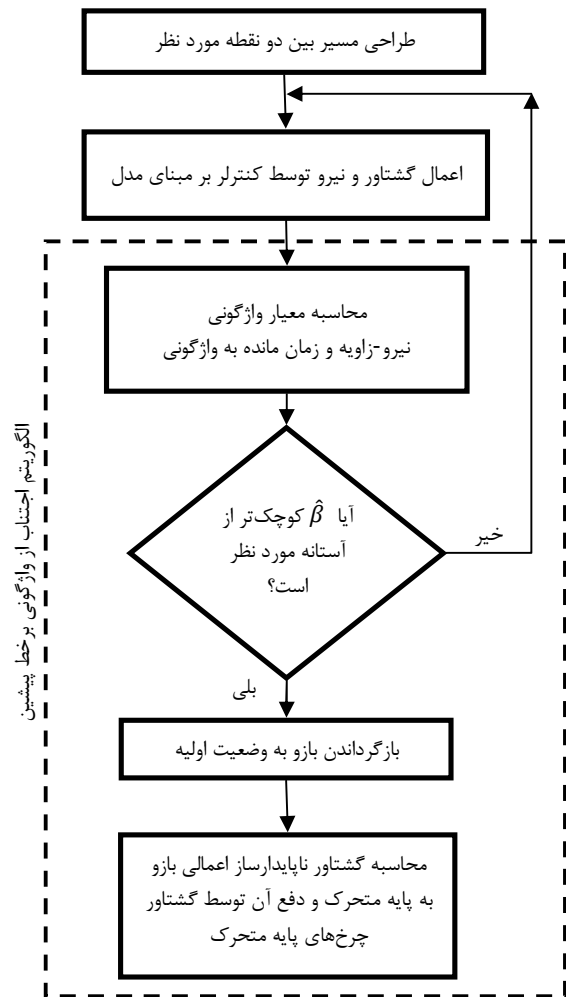 طراحی مسیر بین دو نقطه مورد نظر
اعمال گشتاور و نیرو توسط کنترلر بر مبنای مدل
محاسبه معیار واژگونی
نیرو-زاویه و زمان مانده به واژگونی
آیا β̂ کوچک‌تر از
آستانه مورد نظر
است؟
خیر
بلی
بازگرداندن بازو به وضعیت اولیه
محاسبه گشتاور ناپایدارساز اعمالی بازو
به پایه متحرک و دفع آن توسط گشتاور
چرخ‌های پایه متحرک
الگوریتم اجتناب از واژگونی برخط پیشین